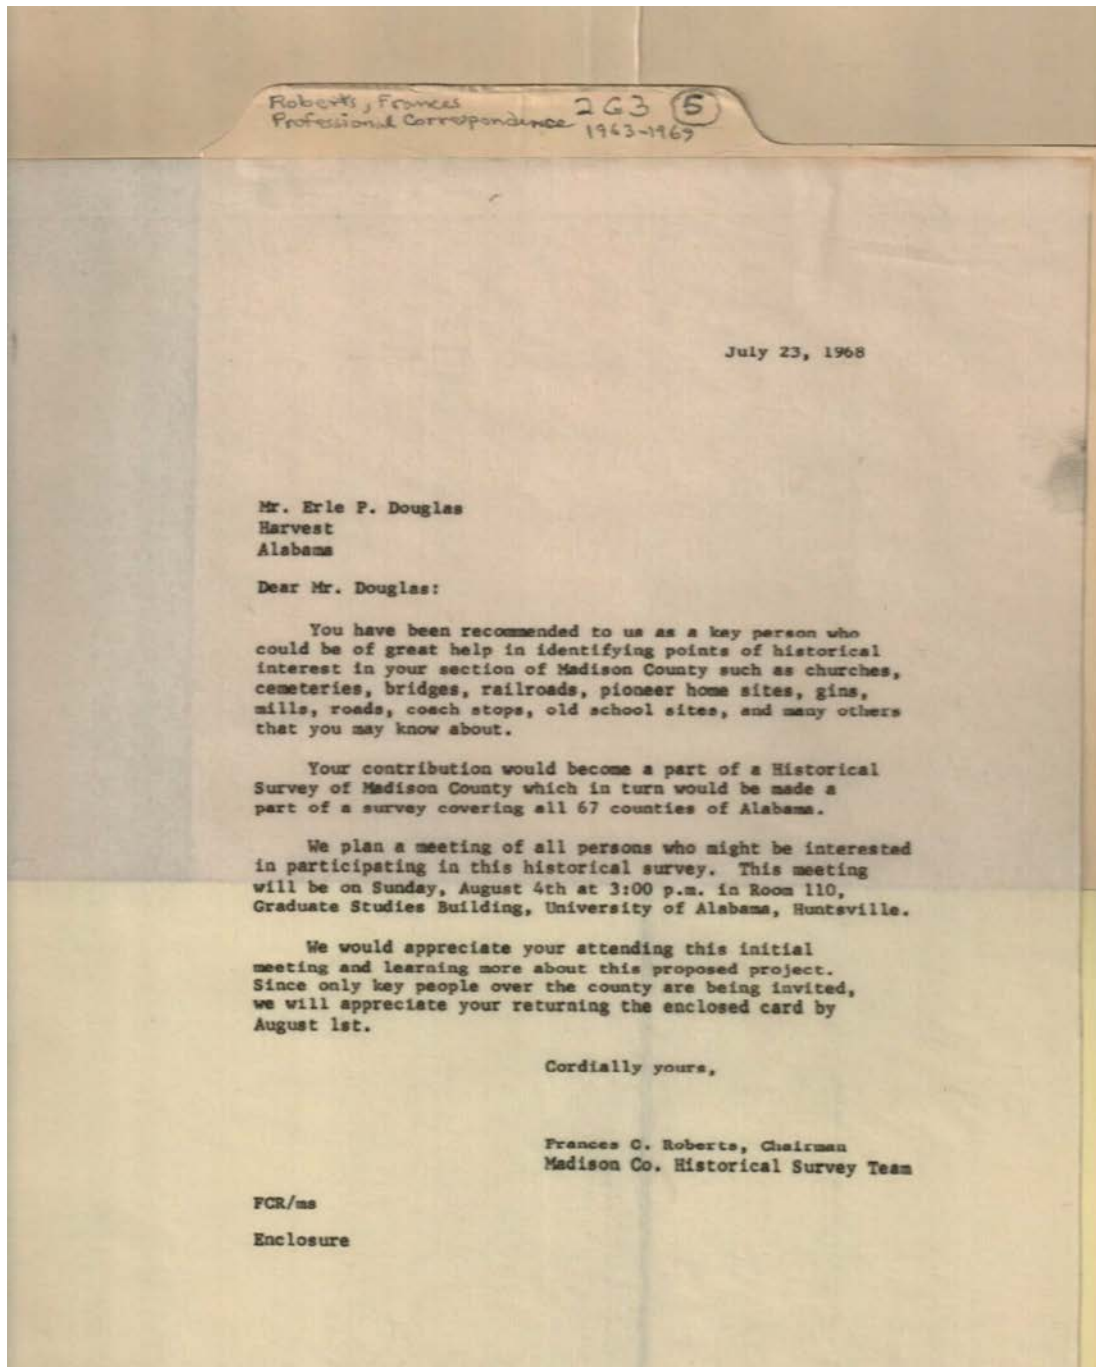 Roberts, Frances 2G3 5
Professional Correspondence 1963-1969
July 23, 1968
Mr. Erle P. Douglas
Harvest
Alabama
Dear Mr. Douglas:
You have been recommended to us as a key person who
could be of great help in identifying points of historical
interest in your section of Madison County such as churches,
cemeteries, bridges, railroads, pioneer home sites, gins,
mills, roads, coach stops, old school sites, and many others
that you may know about.
Your contribution would become a part of a Historical
Survey of Madison County which in turn would be made a
part of a survey covering all 67 counties of Alabama.
We plan a meeting of all persons who might be interested
in participating in this historical survey. This meeting
will be on Sunday, August 4th at 3:00 p.m. in Room 110,
Graduate Studies Building, University of Alabama, Huntsville.
We would appreciate your attending this initial
meeting and learning more about this proposed project.
Since only key people over the county are being invited,
we will appreciate your returning the enclosed card by
August 1st.
Cordially yours,
Frances C. Roberts, Chairman
Madison Co. Historical Survey Team
FCR/ms
Enclosure